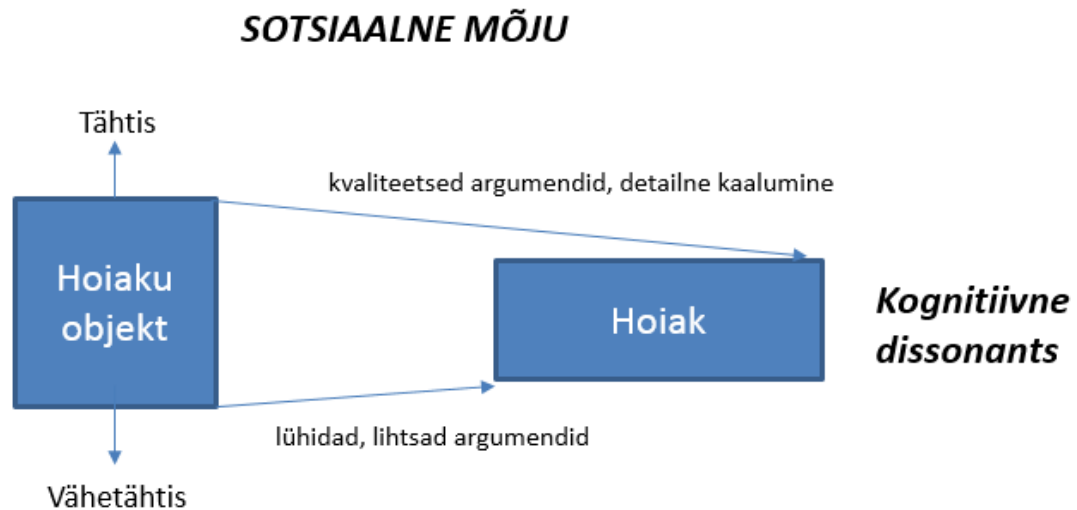 SOTSIAALNE MÕJU
Tähtis
kvaliteetsed argumendid, detailne kaalumine
Hoiaku
objekt
Hoiak
Kognitiivne
dissonants
lühidad, lihtsad argumendid
Vähetähtis